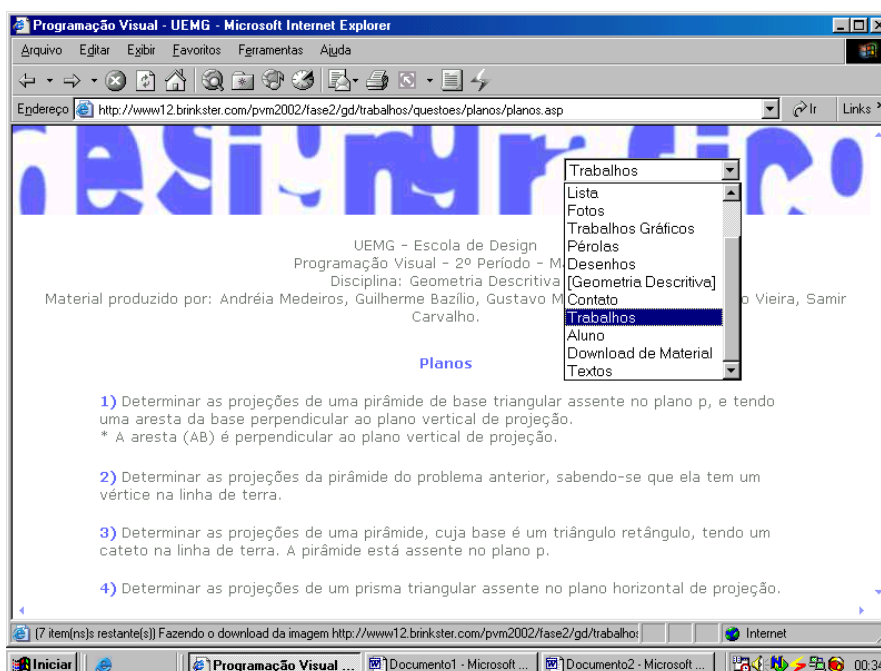 Programação Visual - UEMG - Microsoft Internet Explorer
Arquivo Editar Exibir Favoritos Ferramentas Ajuda
Endereço http://www12.brinkster.com/pvm2002/fase2/gd/trabalhos/questoes/planos/planos.asp Ir Links
designgráfico
Trabalhos
Lista
Fotos
Trabalhos Gráficos
Pérolas
Desenhos
[Geometria Descritiva]
Contato
Trabalhos
Aluno
Download de Material
Textos
UEMG - Escola de Design
Programação Visual - 2º Período - M
Disciplina: Geometria Descritiva
Material produzido por: Andréia Medeiros, Guilherme Bazílio, Gustavo M o Vieira, Samir
Carvalho.
Planos
1) Determinar as projeções de uma pirâmide de base triangular assente no plano p, e tendo
uma aresta da base perpendicular ao plano vertical de projeção.
* A aresta (AB) é perpendicular ao plano vertical de projeção.
2) Determinar as projeções da pirâmide do problema anterior, sabendo-se que ela tem um
vértice na linha de terra.
3) Determinar as projeções de uma pirâmide, cuja base é um triângulo retângulo, tendo um
cateto na linha de terra. A pirâmide está assente no plano p.
4) Determinar as projeções de um prisma triangular assente no plano horizontal de projeção.
(7 item(ns)s restante(s)) Fazendo o download da imagem http://www12.brinkster.com/pvm2002/fase2/gd/trabalho Internet
Iniciar Programação Visual ... Documento1 - Microsoft ... Documento2 - Microsoft ...